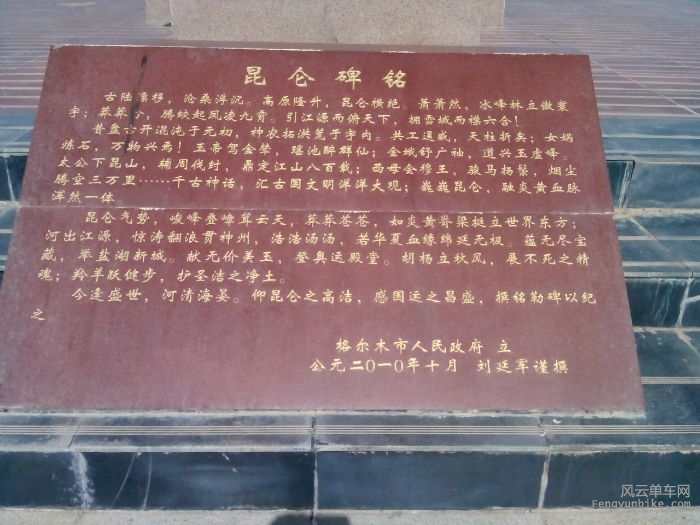 昆仑碑铭
古陆漂移，沧桑浮沉。高原隆升，昆仑横绝。萧萧然，冰峰林立傲寰
宇；莽莽兮，腾蛟起凤凌九霄。引江源而俯天下，拥雪域而襟六合！
昔盘古开混沌于元初，神农拓洪荒于宇内。共工逞威，天柱折矣；女娲
炼石，万物兴焉！玉帝驾金銮，瑶池醉群仙；金娥舒广袖，道兴玉虚峰。
太公下昆山，辅周伐纣，鼎定江山八百载；西母会穆王，骏马扬鬃，烟尘
腾空三万里……千古神话，汇古国文明洋洋大观；巍巍昆仑，融炎黄血脉
浑然一体。
昆仑气势，峻峰叠嶂耸云天，莽莽苍苍，如炎黄脊梁挺立世界东方；
河出江源，惊涛翻浪贯神州，浩浩汤汤，若华夏血缘绵延无极。蕴无尽宝
藏，举盐湖新城。献无价美玉，登奥运殿堂。胡杨立秋风，展不死之精
魂；羚羊跃健步，护圣洁之净土。
今逢盛世，河清海晏。仰昆仑之高洁，感国运之昌盛，撰铭勒碑以纪
之。
格尔木市人民政府 立
公元二〇一〇年十月 刘延军谨撰
风云单车网
Fengyunbike.com